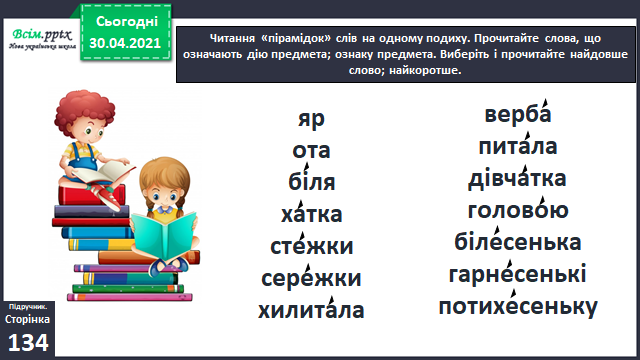 Всім.pptx
Нова українська школа
Сьогодні
30.04.2021
Читання «пірамідок» слів на одному подиху. Прочитайте слова, що
означають дію предмета; ознаку предмета. Виберіть і прочитайте найдовше
слово; найкоротше.
яр
ота
бі́ля
ха́тка
сте́жки
сере́жки
хилита́ла
верба́
пита́ла
дівча́тка
голово́ю
біле́сенька
гарне́сенькі
потихе́сеньку
Підручник.
Сторінка
134